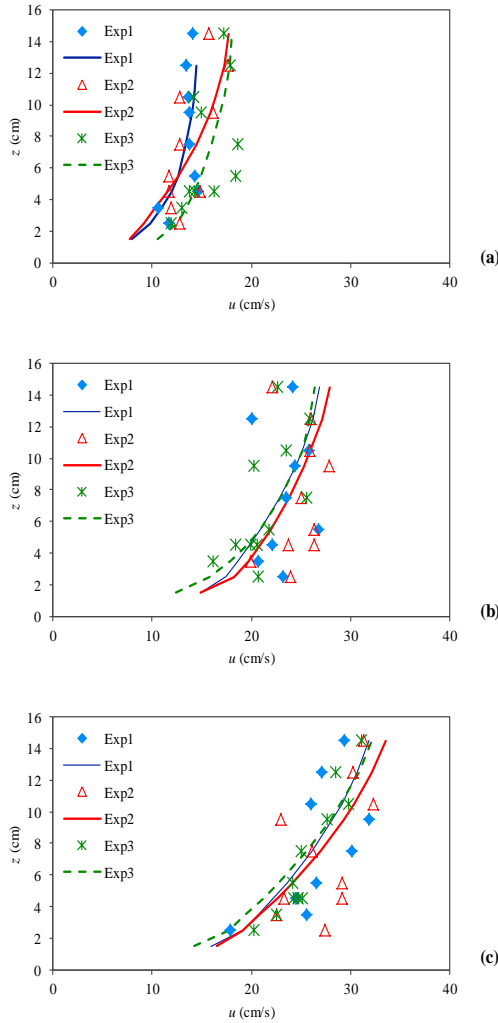 16
14
12
10
8
6
4
2
0
Exp1
Exp1
Exp2
Exp2
Exp3
Exp3
z (cm)
0 10 20 30 40
u (cm/s)
(a)
16
14
12
10
8
6
4
2
0
Exp1
Exp1
Exp2
Exp2
Exp3
Exp3
z (cm)
0 10 20 30 40
u (cm/s)
(b)
16
14
12
10
8
6
4
2
0
Exp1
Exp1
Exp2
Exp2
Exp3
Exp3
z (cm)
0 10 20 30 40
u (cm/s)
(c)